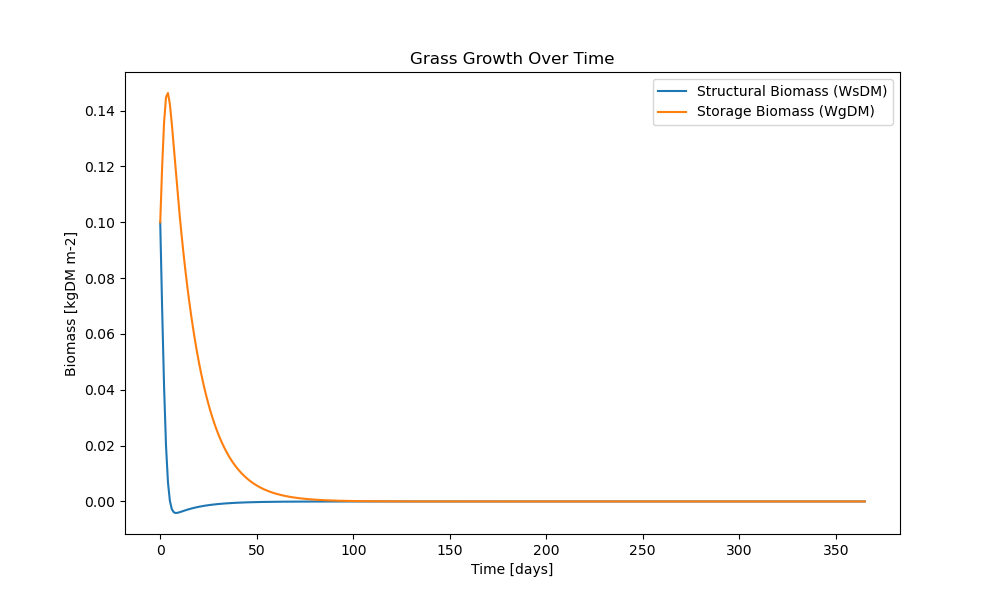 Grass Growth Over Time
Structural Biomass (WsDM)
Storage Biomass (WgDM)
Biomass [kgDM m-2]
0.14
0.12
0.10
0.08
0.06
0.04
0.02
0.00
0 50 100 150 200 250 300 350
Time [days]